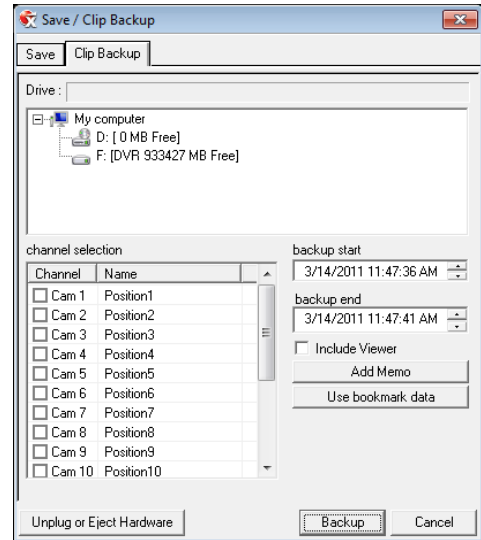 Save / Clip Backup
Save Clip Backup
Drive :
My computer
D: [ 0 MB Free]
F: [DVR 933427 MB Free]
channel selection
Channel Name
Cam 1 Position1
Cam 2 Position2
Cam 3 Position3
Cam 4 Position4
Cam 5 Position5
Cam 6 Position6
Cam 7 Position7
Cam 8 Position8
Cam 9 Position9
Cam 10 Position10
backup start
3/14/2011 11:47:36 AM
backup end
3/14/2011 11:47:41 AM
Include Viewer
Add Memo
Use bookmark data
Unplug or Eject Hardware Backup Cancel